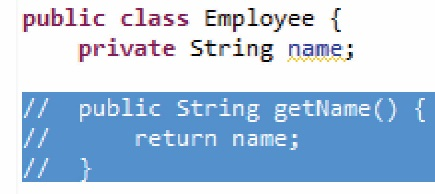 public class Employee {
    private String name;
//  public String getName() {
//      return name;
//  }